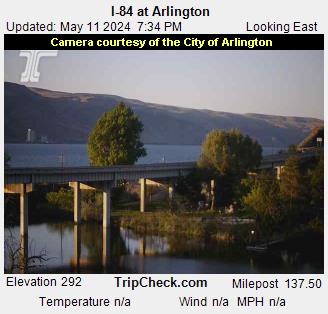 I-84 at Arlington
Updated: May 11 2024 7:34 PM Looking East
Camera courtesy of the City of Arlington
Elevation 292 TripCheck.com Milepost 137.50
Temperature n/a Wind n/a MPH n/a